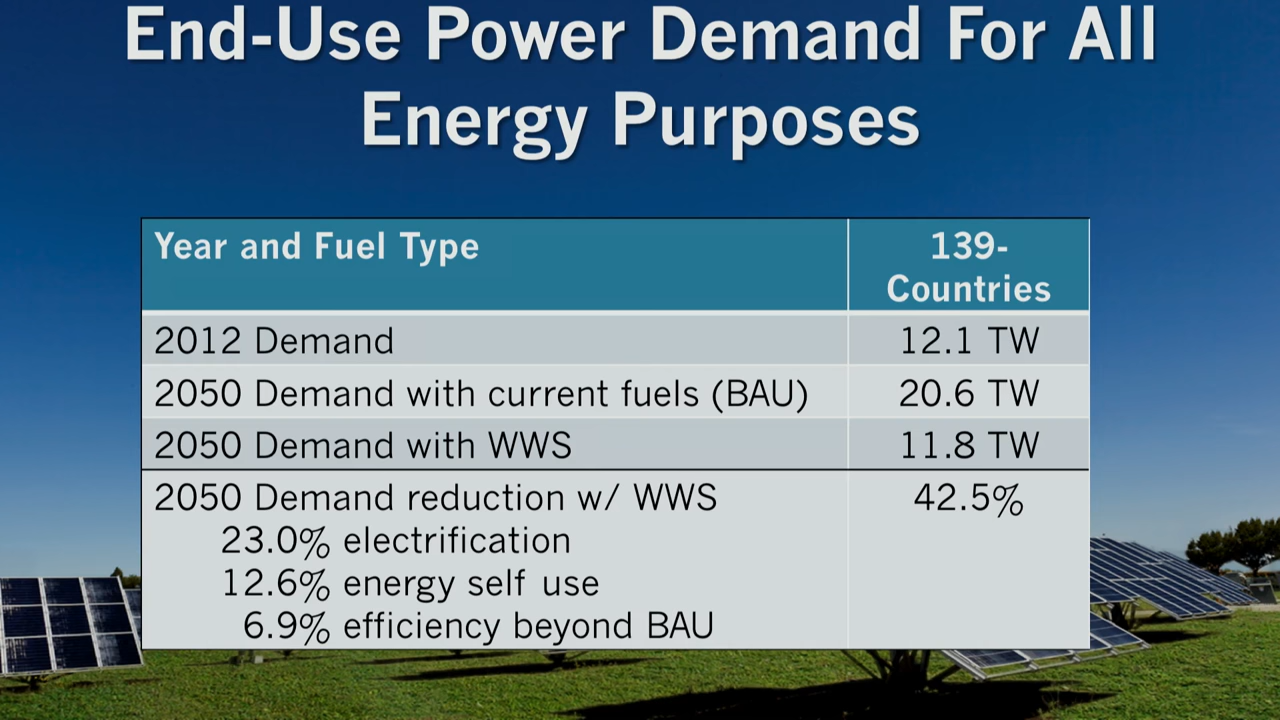 End-Use Power Demand For All
Energy Purposes
Year and Fuel Type
139-
Countries
2012 Demand
12.1 TW
2050 Demand with current fuels (BAU)
20.6 TW
2050 Demand with WWS
11.8 TW
2050 Demand reduction w/ WWS
42.5%
23.0% electrification
12.6% energy self use
6.9% efficiency beyond BAU